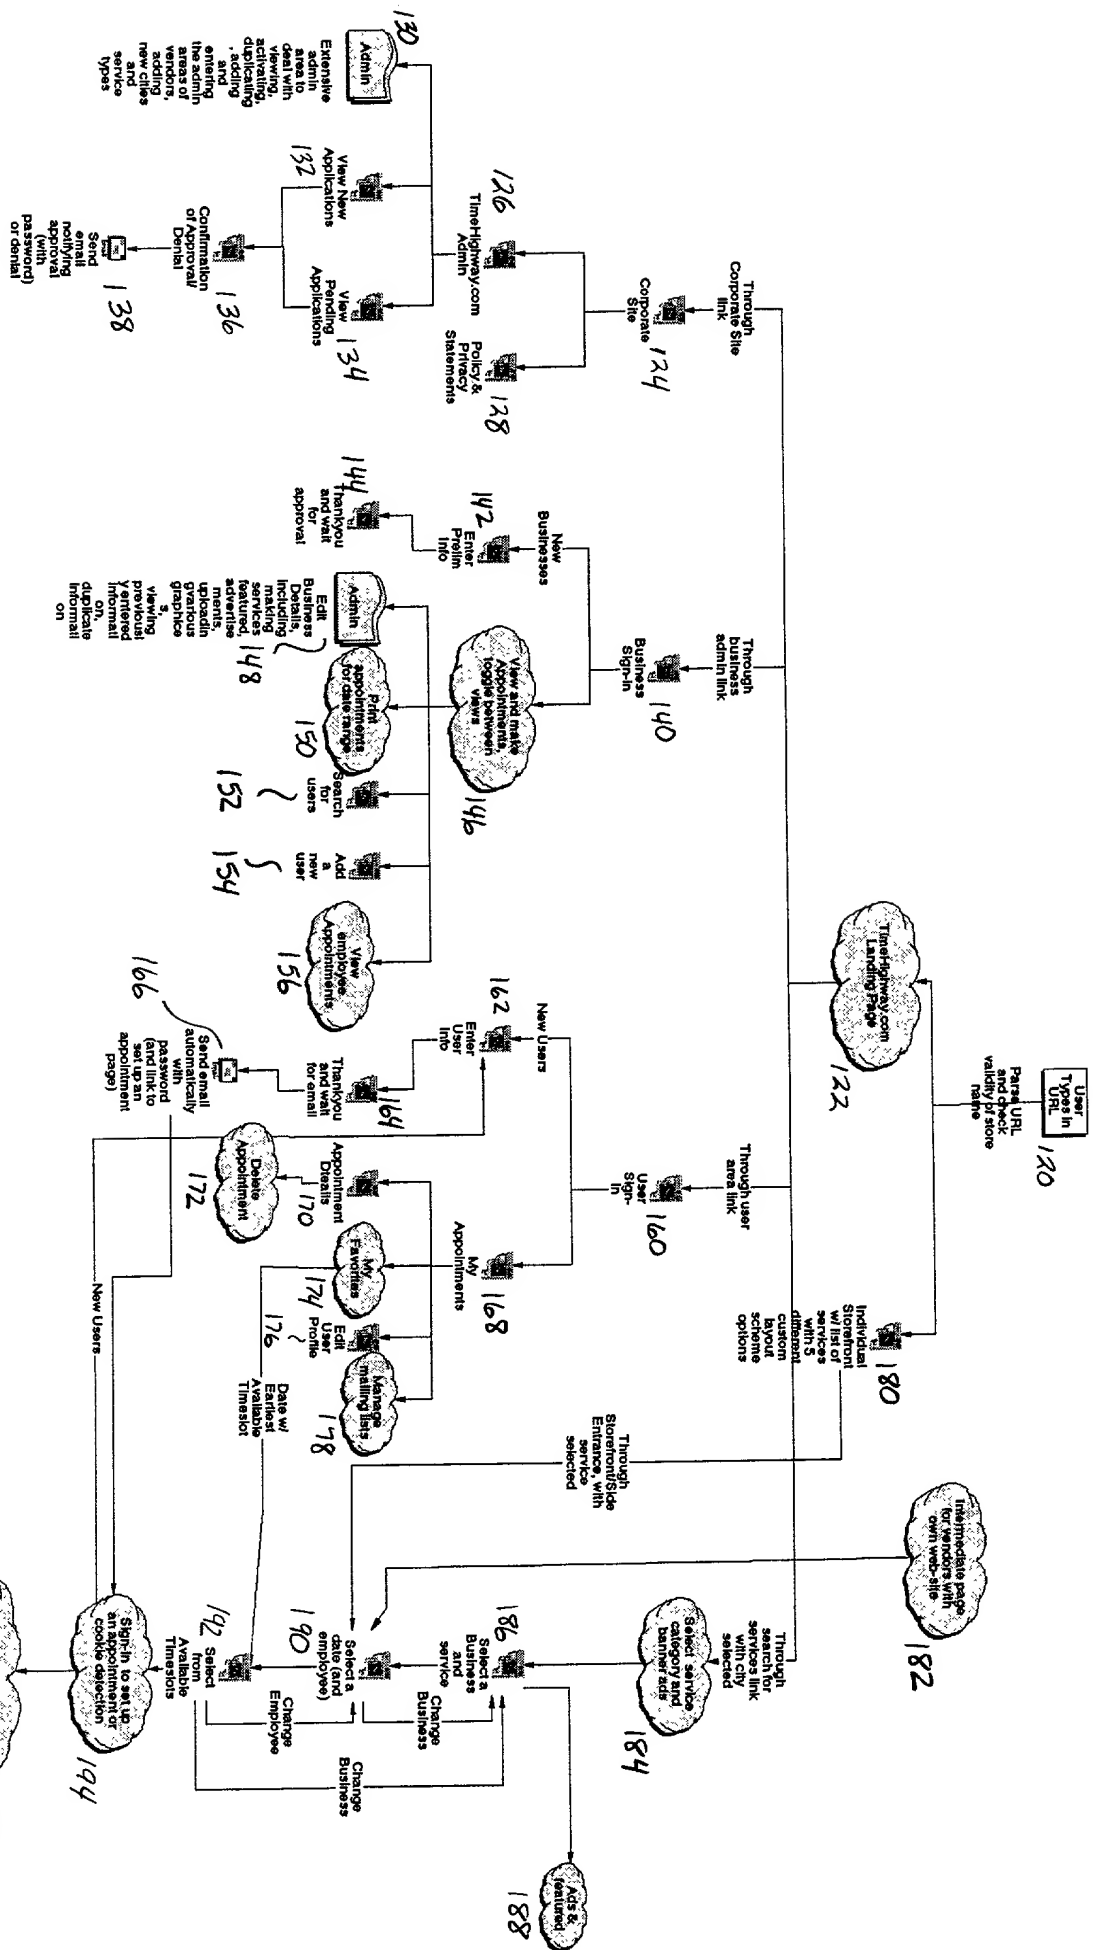 User
Types in
URL
120
Parse URL
and check
validity of store
name
TimeHighway.com
Landing Page
122
180
Individual
Storefront
w/ list of
services
with 5
different
custom
layout
scheme
options
Intermediate page
for vendors with
own web-site
182
Through
Corporate Site
link
Corporate
Site
124
126
TimeHighway.com
Admin
Policy &
Privacy
Statements
128
130
Admin
Extensive
admin
area to
deal with
viewing,
activating,
duplicating
, adding
and
entering
the admin
areas of
vendors,
adding
new cities
and
service
types
View New
Applications
132
View
Pending
Applications
134
Confirmation
of Approval/
Denial
136
Send
email
notifying
approval
(with
password)
or denial
138
Through
business
admin link
Business
Sign-In
140
New
Businesses
142
Enter
Prelim
Info
144
Thankyou
and wait
for
approval
View and make
Appointments,
toggle between
views
146
Admin
Edit
Business
Details,
including
making
services
featured,
advertise
ments,
uploadin
gvarious
graphics
s,
viewing
previousl
y entered
informati
on,
duplicate
informati
on
148
Print
appointments
for date range
150
Search
for
users
152
Add
a
new
user
154
View
employee
Appointments
156
Through user
area link
User
Sign-
in
160
New Users
162
Enter
User
Info
Thankyou
and wait
for email
164
166
Send email
automatically
with
password
(and link to
set up an
appointment
page)
My
Appointments
168
Appointment
Dteails
170
Delete
Appointment
172
My
Favorites
174
Edit
User
Profile
176
Manage
mailing lists
178
Date w/
Earliest
Available
Timeslot
New Users
Through
Storefront/Side
Entrance, with
service
selected
Through
search for
services link
with city
selected
Select service
category and
banner ads
184
186
Select a
Business
and
service
Ads &
featured
188
Change
Business
190
Select a
date (and
employee)
Change
Employee
Change
Business
192
Select
from
Available
Timeslots
Sign-in to set up
an appointment or
cookie detection
194